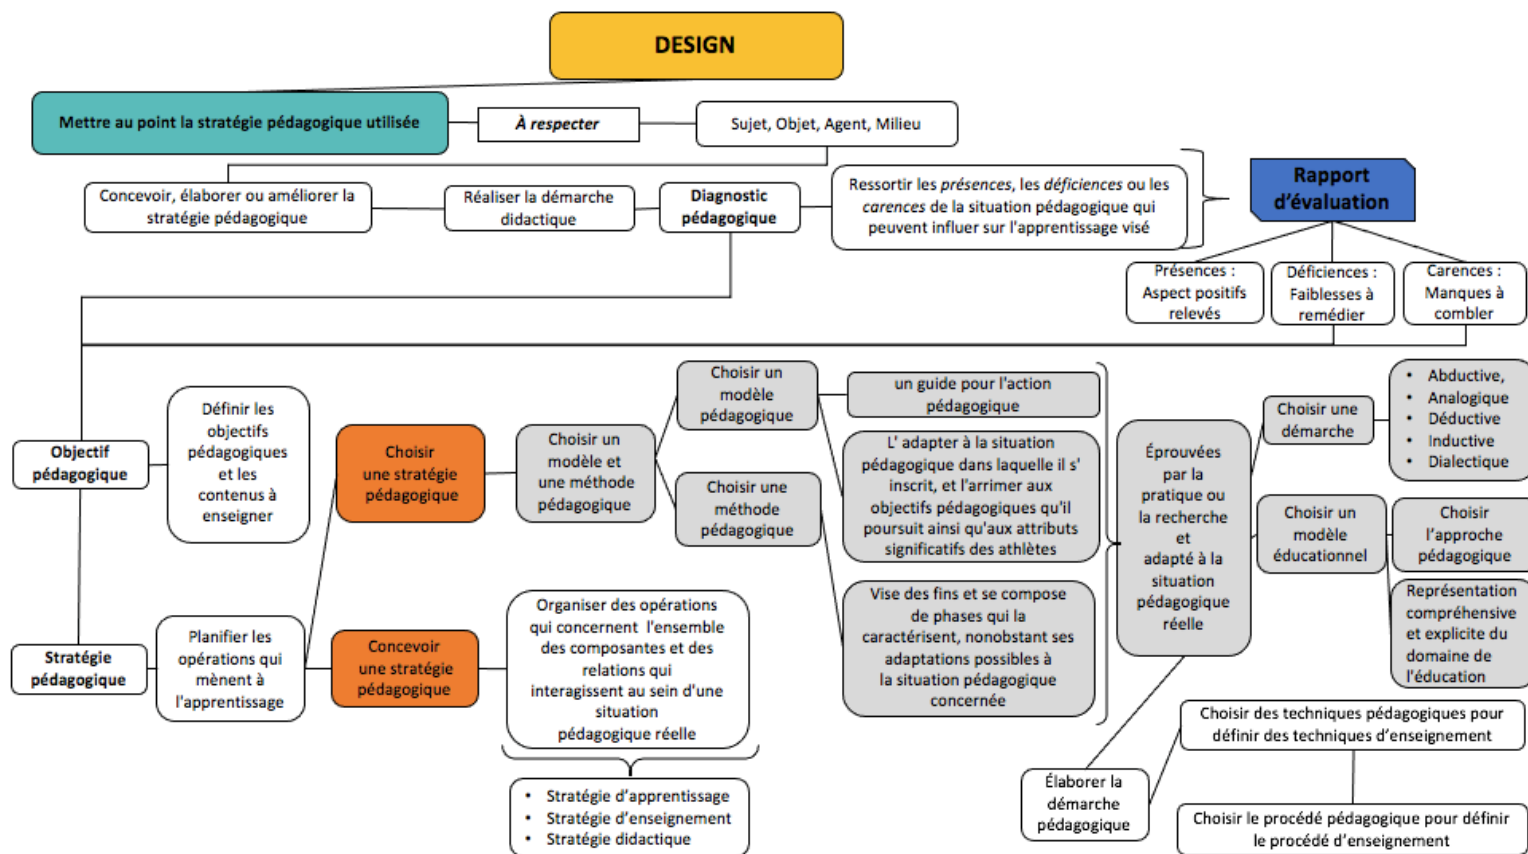 DESIGN
Mettre au point la stratégie pédagogique utilisée
À respecter
Sujet, Objet, Agent, Milieu
Concevoir, élaborer ou améliorer la
stratégie pédagogique
Réaliser la démarche
didactique
Diagnostic
pédagogique
Ressortir les présences, les déficiences ou les
carences de la situation pédagogique qui
peuvent influer sur l'apprentissage visé
Rapport
d'évaluation
Présences :
Aspect positifs
relevés
Déficiences :
Faiblesses à
remédier
Carences :
Manques à
combler
Objectif
pédagogique
Définir les
objectifs
pédagogiques
et les
contenus à
enseigner
Stratégie
pédagogique
Planifier les
opérations qui
mènent à
l'apprentissage
Choisir
une stratégie
pédagogique
Concevoir
une stratégie
pédagogique
Choisir un
modèle et
une méthode
pédagogique
Organiser des opérations
qui concernent l'ensemble
des composantes et des
relations qui
interagissent au sein d'une
situation
pédagogique réelle
• Stratégie d'apprentissage
• Stratégie d'enseignement
• Stratégie didactique
Choisir un
modèle
pédagogique
Choisir une
méthode
pédagogique
un guide pour l'action
pédagogique
L' adapter à la situation
pédagogique dans laquelle il s'
inscrit, et l'arrimer aux
objectifs pédagogiques qu'il
poursuit ainsi qu'aux attributs
significatifs des athlètes
Vise des fins et se compose
de phases qui la
caractérisent, nonobstant ses
adaptations possibles à
la situation pédagogique
concernée
Éprouvées
par la
pratique ou
la recherche
et
adapté à la
situation
pédagogique
réelle
Choisir une
démarche
• Abductive,
• Analogique
• Déductive
• Inductive
• Dialectique
Choisir un
modèle
éducationnel
Choisir
l'approche
pédagogique
Représentation
compréhensive
et explicite du
domaine de
l'éducation
Élaborer la
démarche
pédagogique
Choisir des techniques pédagogiques pour
définir des techniques d'enseignement
Choisir le procédé pédagogique pour définir
le procédé d'enseignement